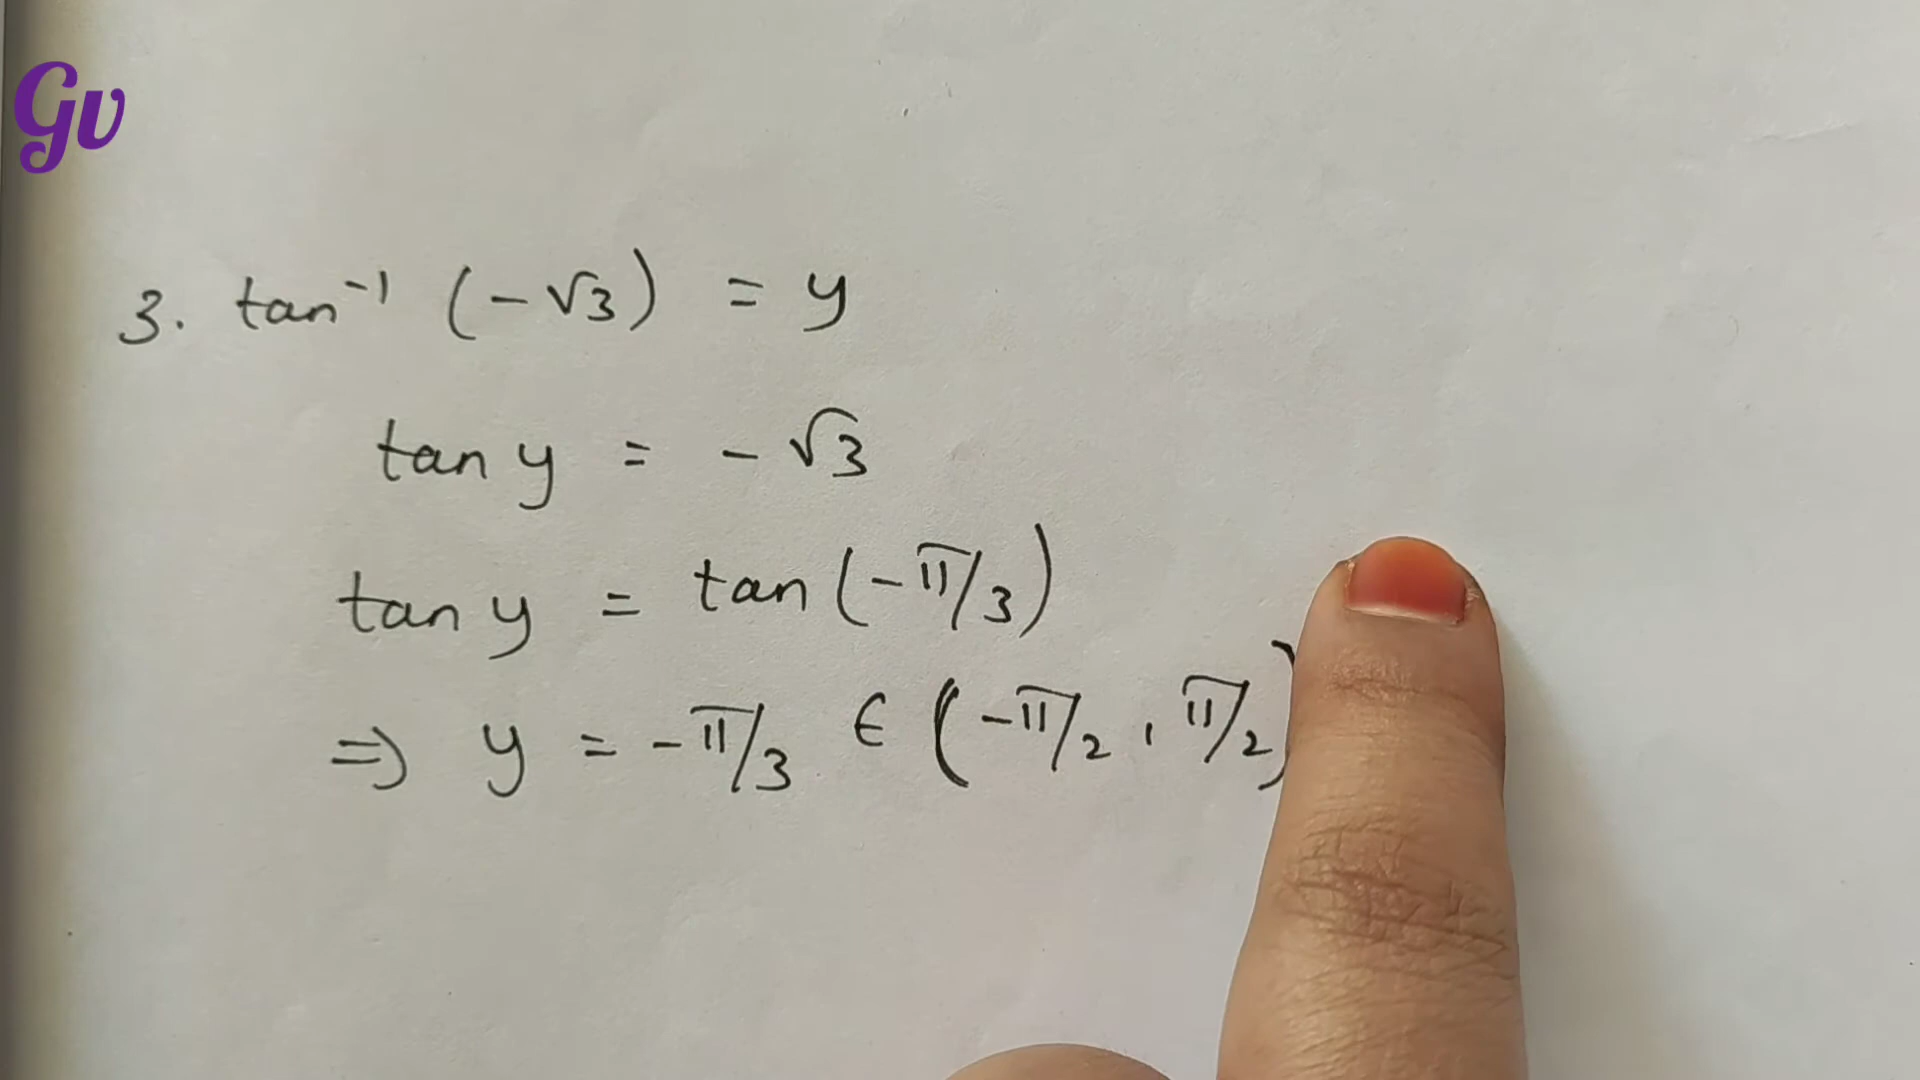 Gv
3. tan⁻¹ (-√3) = y
tan y = -√3
tan y = tan (-π/3)
⇒ y = -π/3 ∈ (-π/2, π/2)